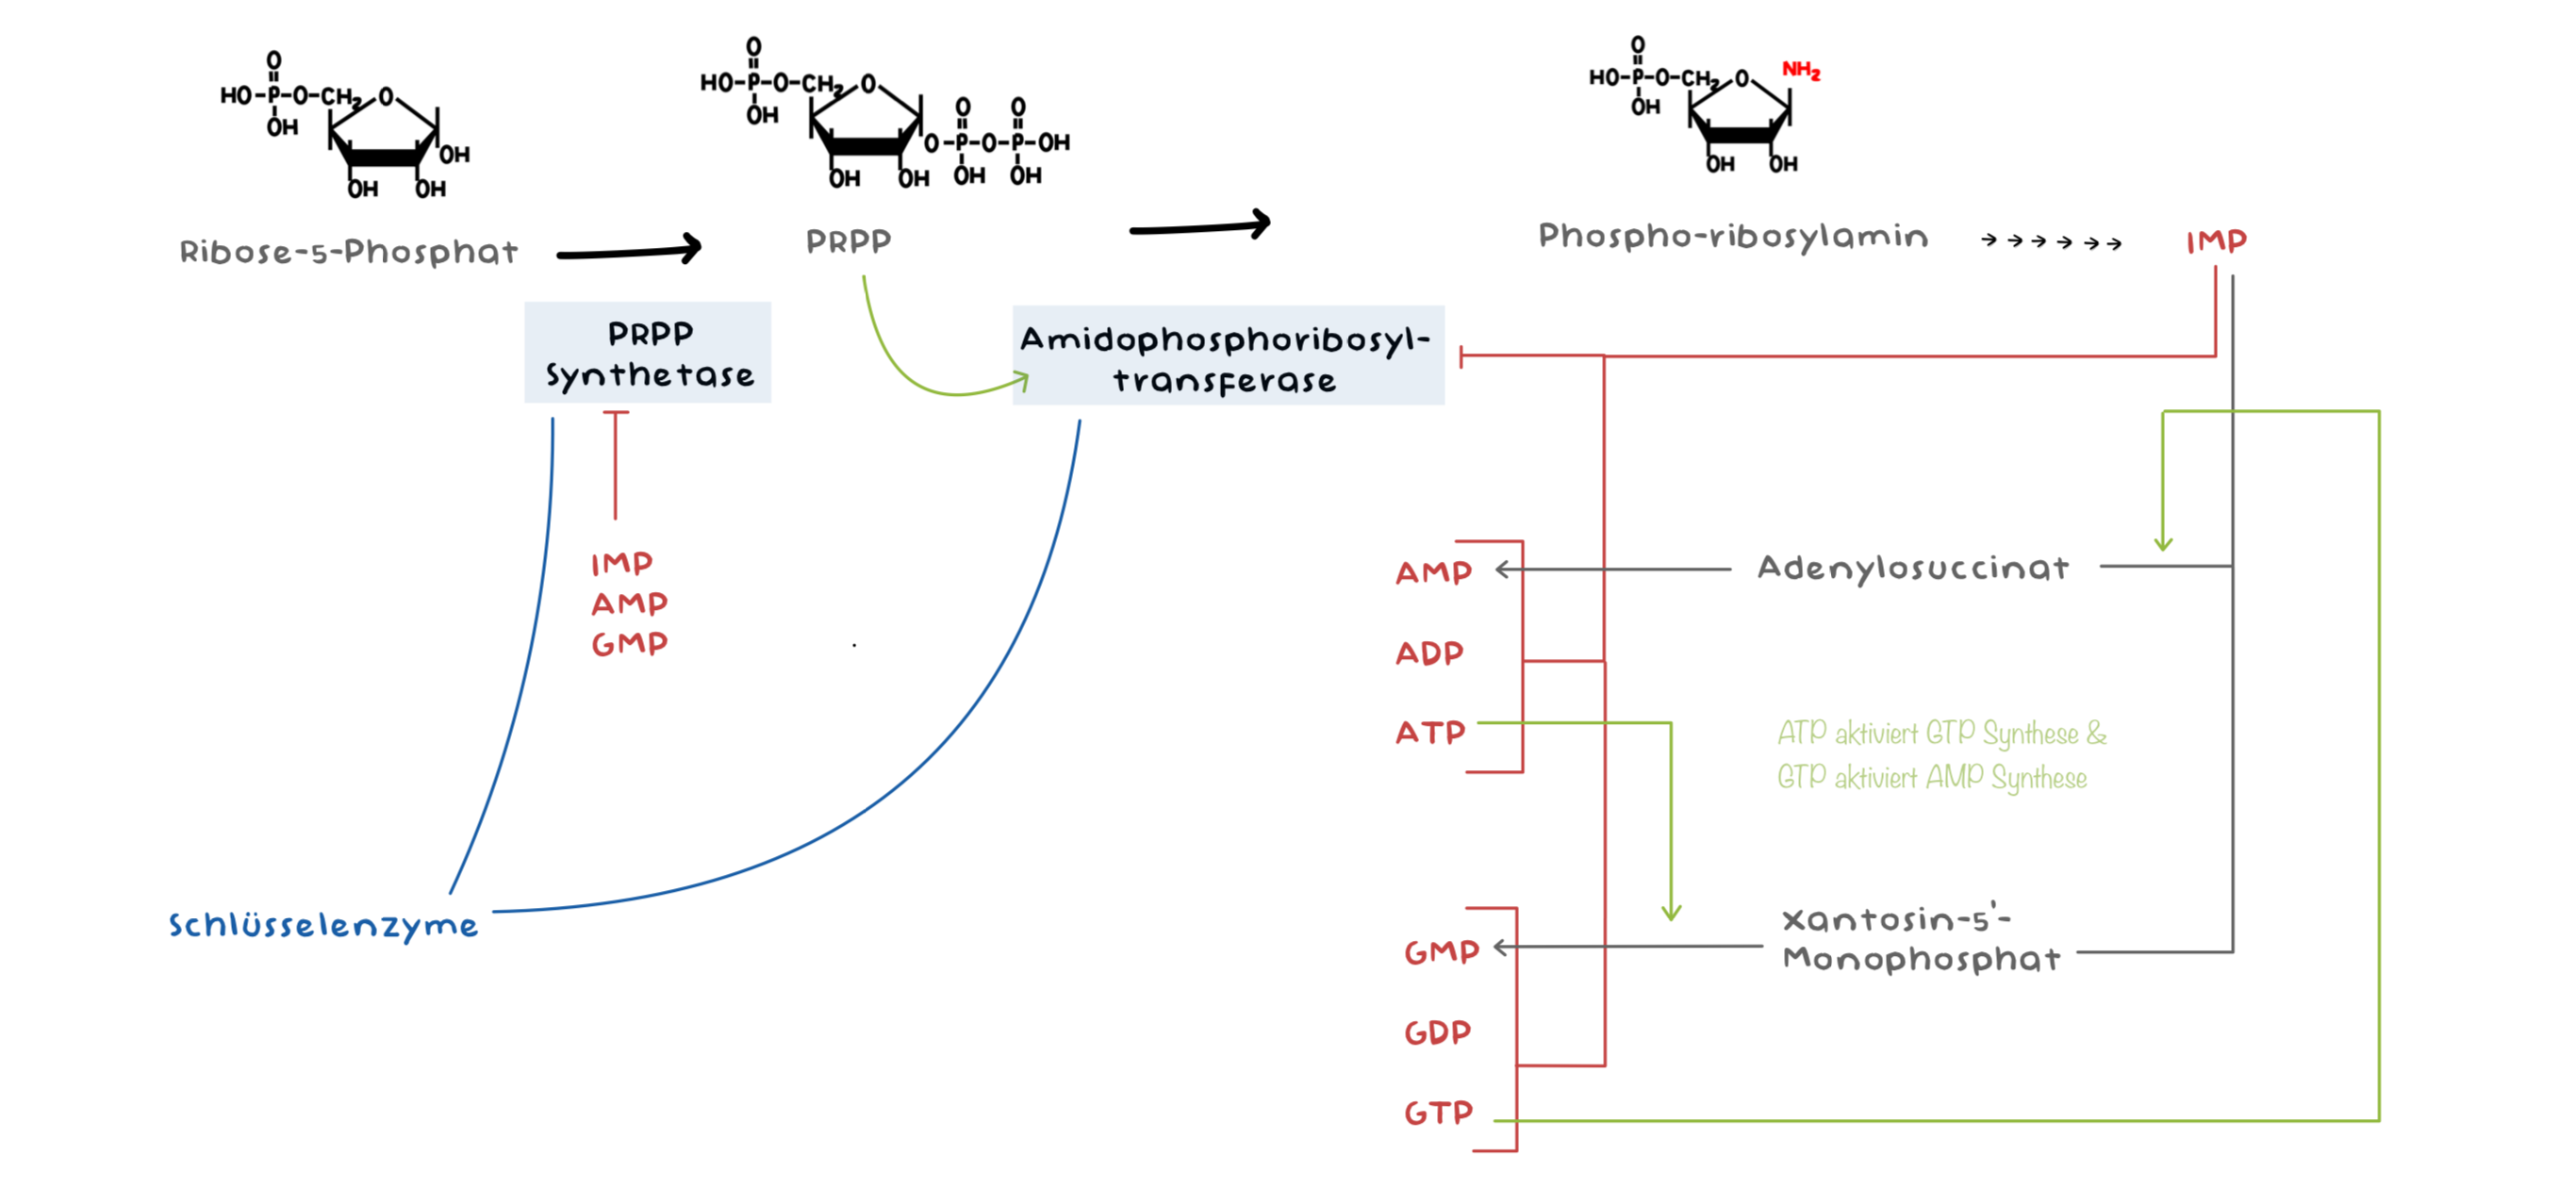 O
HO-P-O-CH2 O
OH
OH
OH OH
O
HO-P-O-CH2 O
OH
O O
O-P-O-P-OH
OH OH
OH OH
O
HO-P-O-CH2 O
NH2
OH
OH OH
Ribose-5-Phosphat
PRPP
Phospho-ribosylamin
IMP
PRPP
Synthetase
Amidophosphoribosyl-
transferase
IMP
AMP
GMP
AMP
Adenylosuccinat
ADP
ATP
ATP aktiviert GTP Synthese &
GTP aktiviert AMP Synthese
Schlüsselenzyme
GMP
Xantosin-5'-
Monophosphat
GDP
GTP